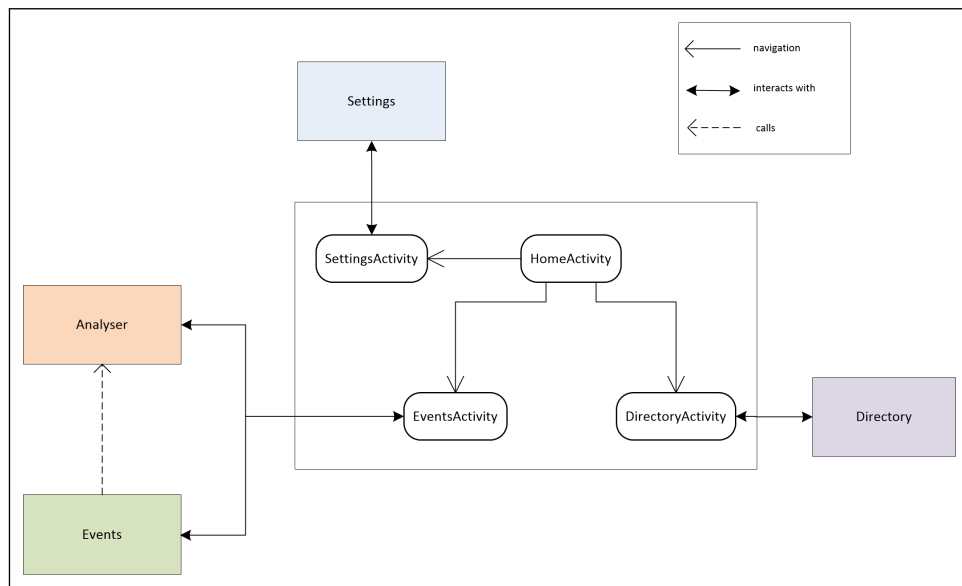 navigation
interacts with
calls
Settings
SettingsActivity
HomeActivity
Analyser
EventsActivity
DirectoryActivity
Directory
Events